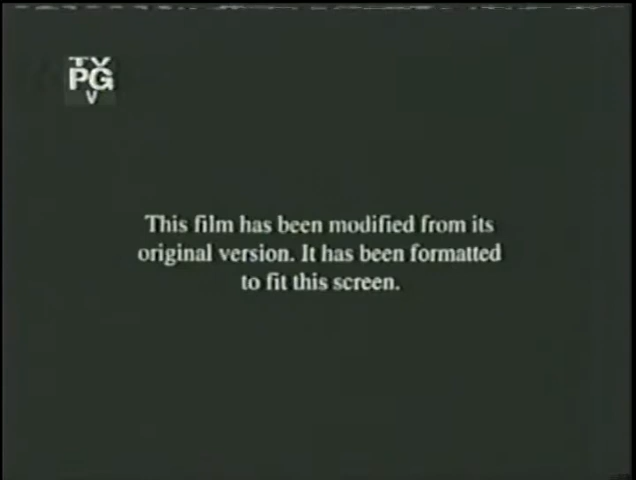 TV
PG
V
This film has been modified from its
original version. It has been formatted
to fit this screen.